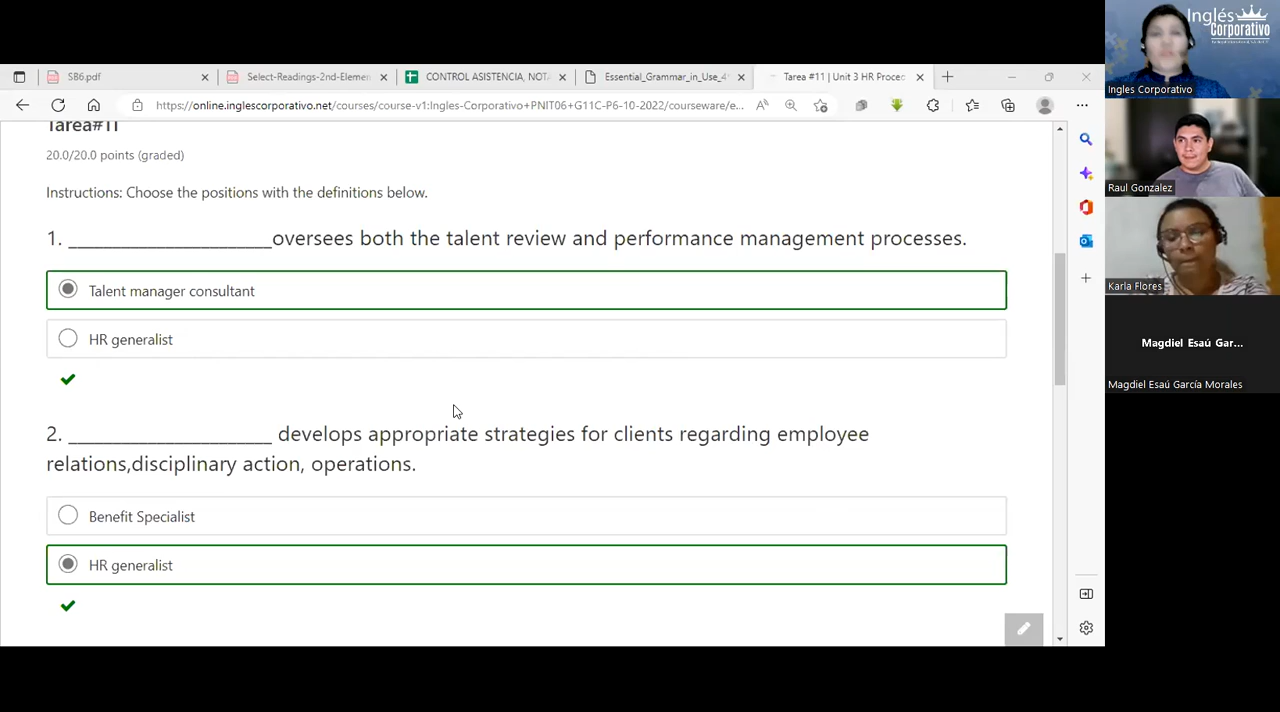 S86.pdf
Select-Readings-2nd-Elemen
CONTROL ASISTENCIA, NOTA
Essential_Grammar_in_Use_4
Tarea #11 | Unit 3 HR Proced
https://online.inglescorporativo.net/courses/course-v1:Ingles-Corporativo+PNIT06+G11C-P6-10-2022/courseware/e...
Tarea#11
20.0/20.0 points (graded)
Instructions: Choose the positions with the definitions below.
1. ____________________oversees both the talent review and performance management processes.
Talent manager consultant
HR generalist
2. ____________________ develops appropriate strategies for clients regarding employee
relations,disciplinary action, operations.
Benefit Specialist
HR generalist
Inglés
Corporativo
Ingles Corporativo
Raul Gonzalez
Karla Flores
Magdiel Esaú Gar...
Magdiel Esaú García Morales